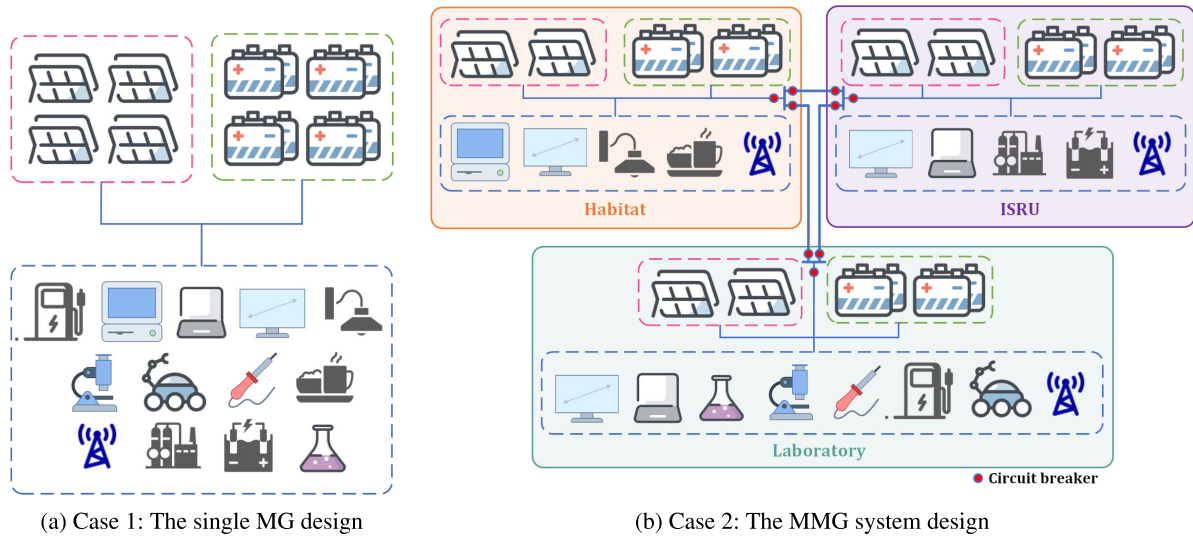 Habitat
ISRU
Laboratory
Circuit breaker
(a) Case 1: The single MG design
(b) Case 2: The MMG system design